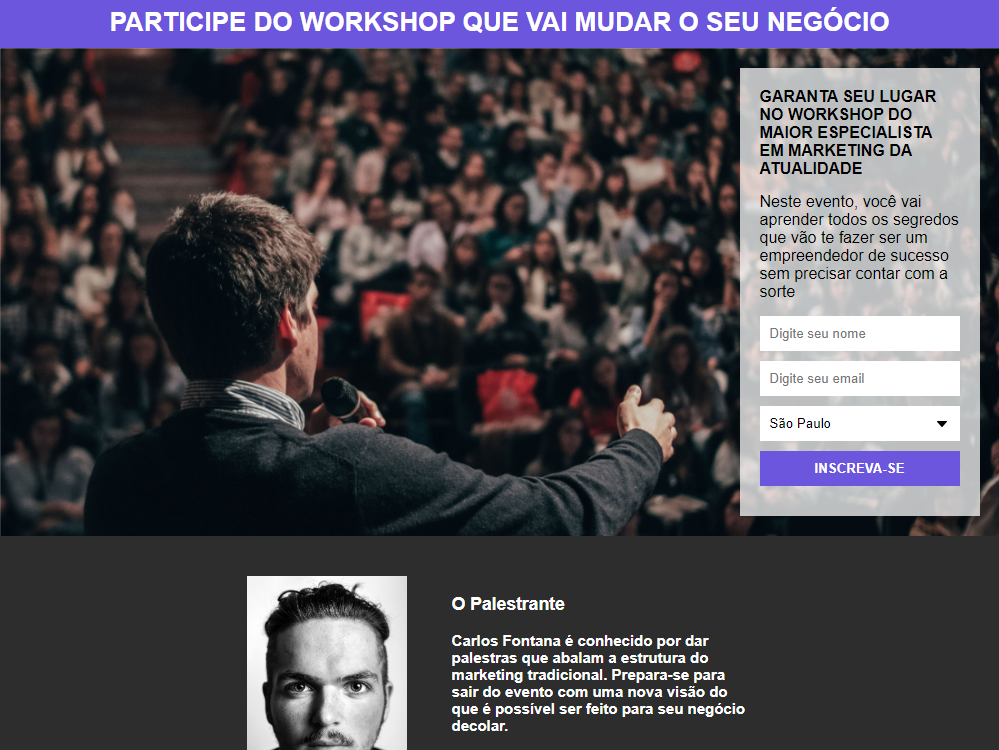 PARTICIPE DO WORKSHOP QUE VAI MUDAR O SEU NEGÓCIO
GARANTA SEU LUGAR
NO WORKSHOP DO
MAIOR ESPECIALISTA
EM MARKETING DA
ATUALIDADE
Neste evento, você vai
aprender todos os segredos
que vão te fazer ser um
empreendedor de sucesso
sem precisar contar com a
sorte
Digite seu nome
Digite seu email
São Paulo
INSCREVA-SE
O Palestrante
Carlos Fontana é conhecido por dar
palestras que abalam a estrutura do
marketing tradicional. Prepara-se para
sair do evento com uma nova visão do
que é possível ser feito para seu negócio
decolar.